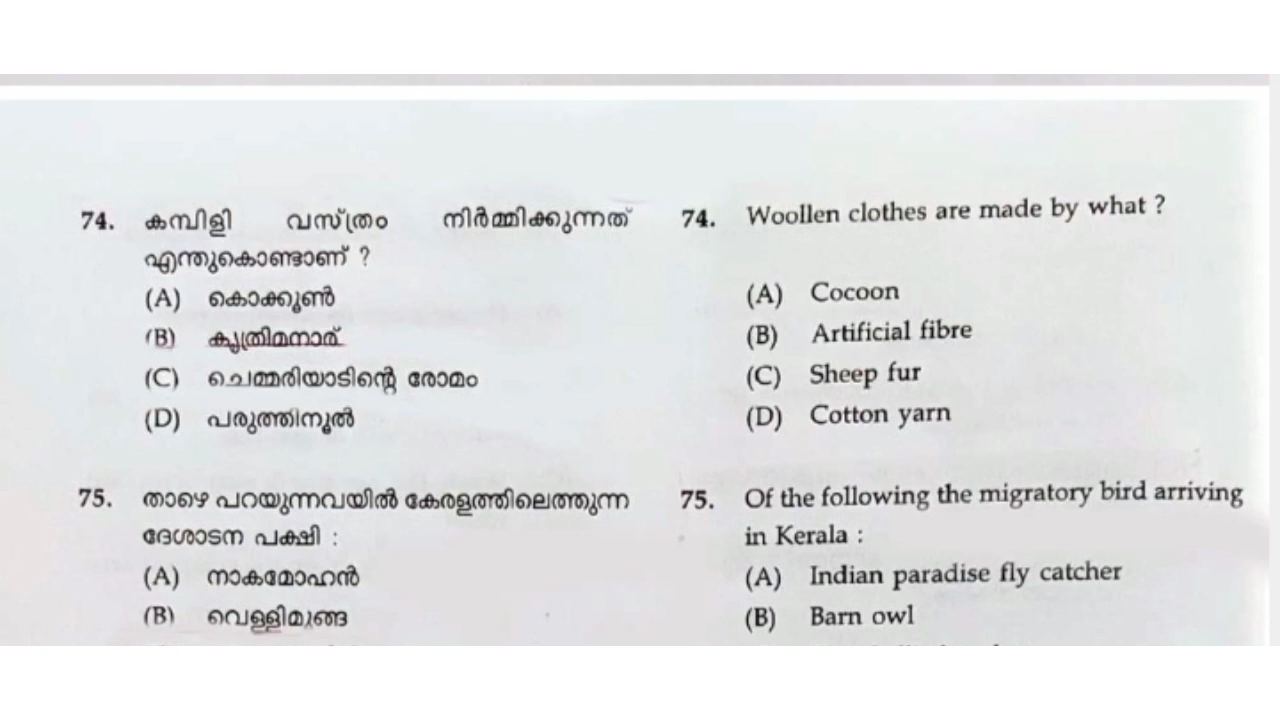 74. കമ്പിളി വസ്ത്രം നിർമ്മിക്കുന്നത്
എന്തുകൊണ്ടാണ് ?
(A) കൊക്കൂൺ
(B) കൃത്രിമനാര്
(C) ചെമ്മരിയാടിന്റെ രോമം
(D) പരുത്തിനൂൽ
75. താഴെ പറയുന്നവയിൽ കേരളത്തിലെത്തുന്ന
ദേശാടന പക്ഷി :
(A) നാകമോഹൻ
(B) വെള്ളിമൂങ്ങ
74. Woollen clothes are made by what ?
(A) Cocoon
(B) Artificial fibre
(C) Sheep fur
(D) Cotton yarn
75. Of the following the migratory bird arriving
in Kerala :
(A) Indian paradise fly catcher
(B) Barn owl